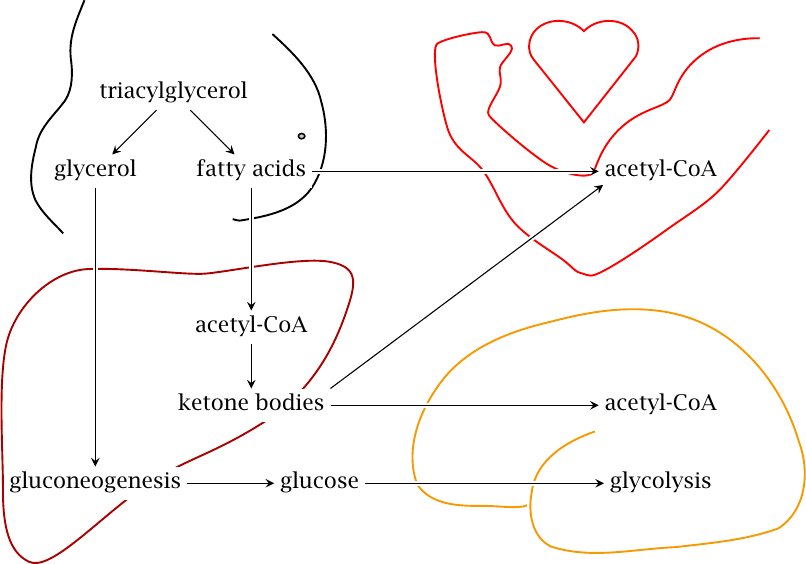 triacylglycerol
glycerol
fatty acids
acetyl-CoA
acetyl-CoA
ketone bodies
acetyl-CoA
gluconeogenesis
glucose
glycolysis